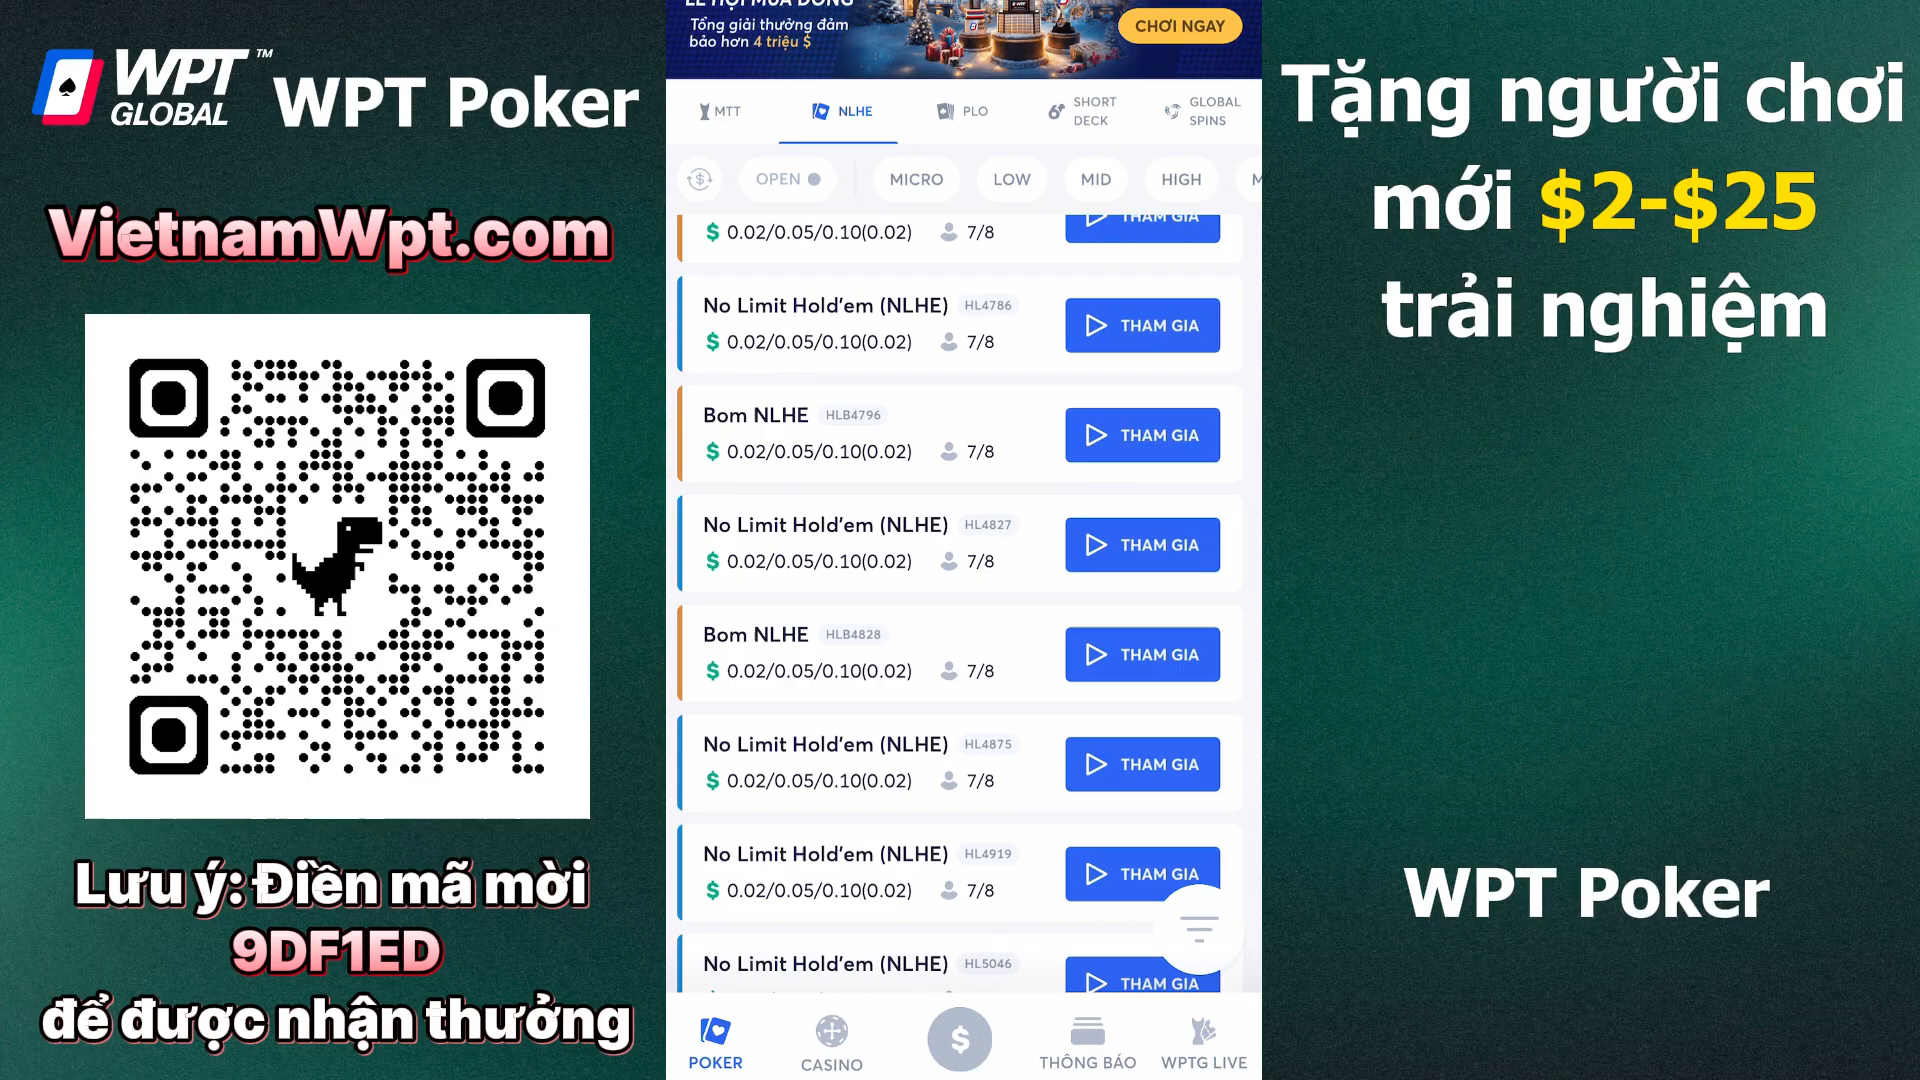 WPT™
GLOBAL
WPT Poker
VietnamWpt.com
Lưu ý: Điền mã mời
9DF1ED
để được nhận thưởng
LỄ HỘI MÙA ĐÔNG
Tổng giải thưởng đảm
bảo hơn 4 triệu $
CHƠI NGAY
MTT
NLHE
PLO
6+ SHORT
DECK
GLOBAL
SPINS
OPEN
MICRO
LOW
MID
HIGH
$ 0.02/0.05/0.10(0.02) 7/8
THAM GIA
No Limit Hold'em (NLHE) HL4786
$ 0.02/0.05/0.10(0.02) 7/8
THAM GIA
Bom NLHE HLB4796
$ 0.02/0.05/0.10(0.02) 7/8
THAM GIA
No Limit Hold'em (NLHE) HL4827
$ 0.02/0.05/0.10(0.02) 7/8
THAM GIA
Bom NLHE HLB4828
$ 0.02/0.05/0.10(0.02) 7/8
THAM GIA
No Limit Hold'em (NLHE) HL4875
$ 0.02/0.05/0.10(0.02) 7/8
THAM GIA
No Limit Hold'em (NLHE) HL4919
$ 0.02/0.05/0.10(0.02) 7/8
THAM GIA
No Limit Hold'em (NLHE) HL5046
THAM GIA
POKER
CASINO
$
THÔNG BÁO
WPTG LIVE
Tặng người chơi
mới $2-$25
trải nghiệm
WPT Poker